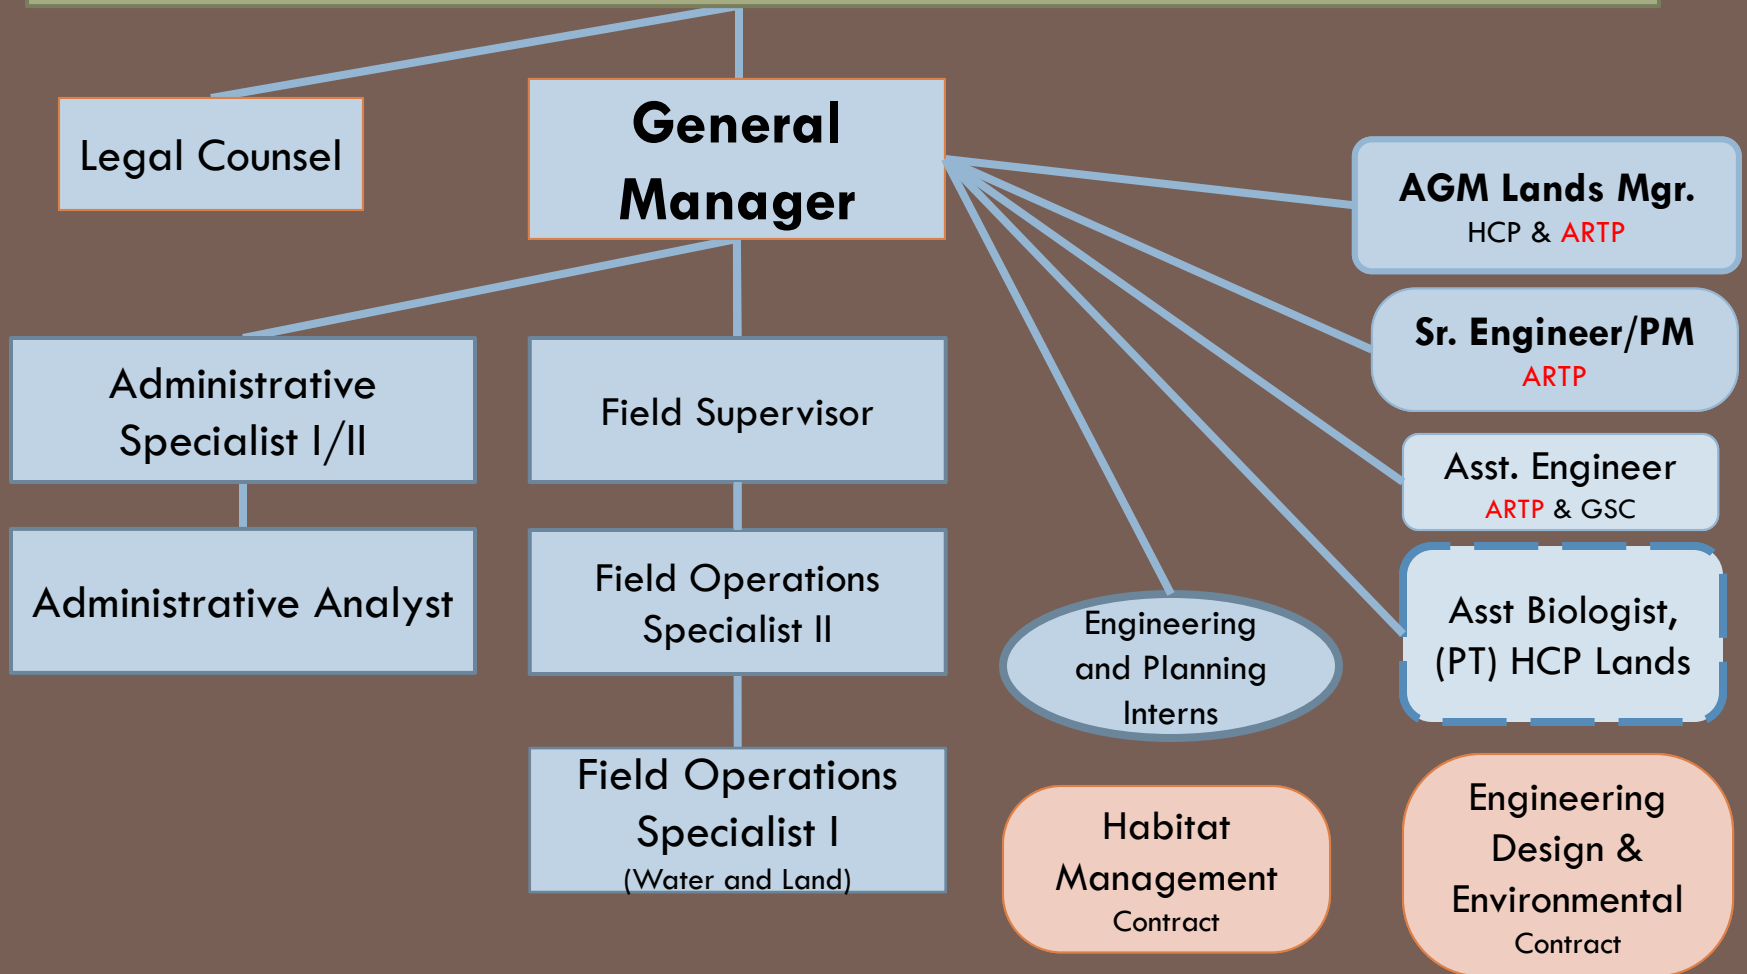 Legal Counsel
General
Manager
AGM Lands Mgr.
HCP & ARTP
Sr. Engineer/PM
ARTP
Administrative
Specialist I/II
Field Supervisor
Asst. Engineer
ARTP & GSC
Administrative Analyst
Field Operations
Specialist II
Engineering
and Planning
Interns
Asst Biologist,
(PT) HCP Lands
Field Operations
Specialist I
(Water and Land)
Habitat
Management
Contract
Engineering
Design &
Environmental
Contract